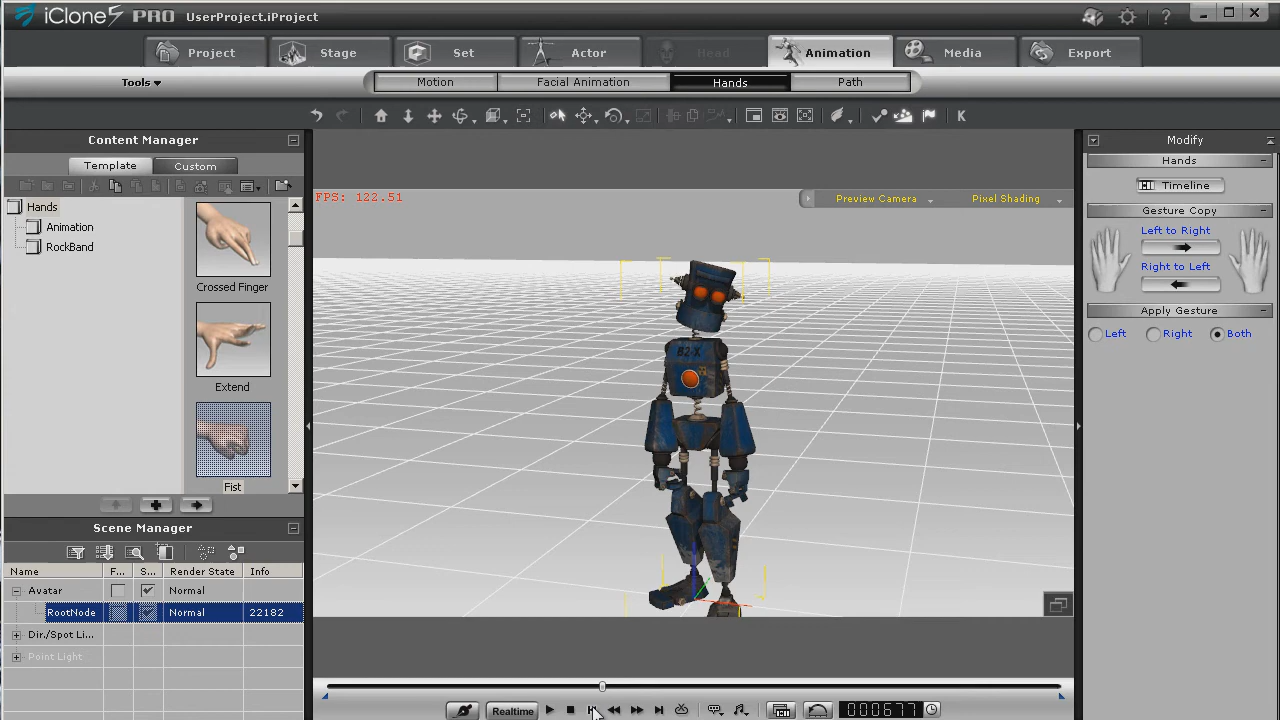 iClone5 PRO UserProject.iProject
Project Stage Set Actor Head Animation Media Export
Tools Motion Facial Animation Hands Path
K
Content Manager
Template Custom
Hands
Animation
RockBand
Crossed Finger
Extend
Fist
FPS: 122.51 Preview Camera Pixel Shading
B2-X
Modify
Hands
Timeline
Gesture Copy
Left to Right
Right to Left
Apply Gesture
Left Right Both
Scene Manager
Name F... S... Render State Info
Avatar Normal
RootNode Normal 22182
Dir./Spot Li...
Point Light
Realtime 000677